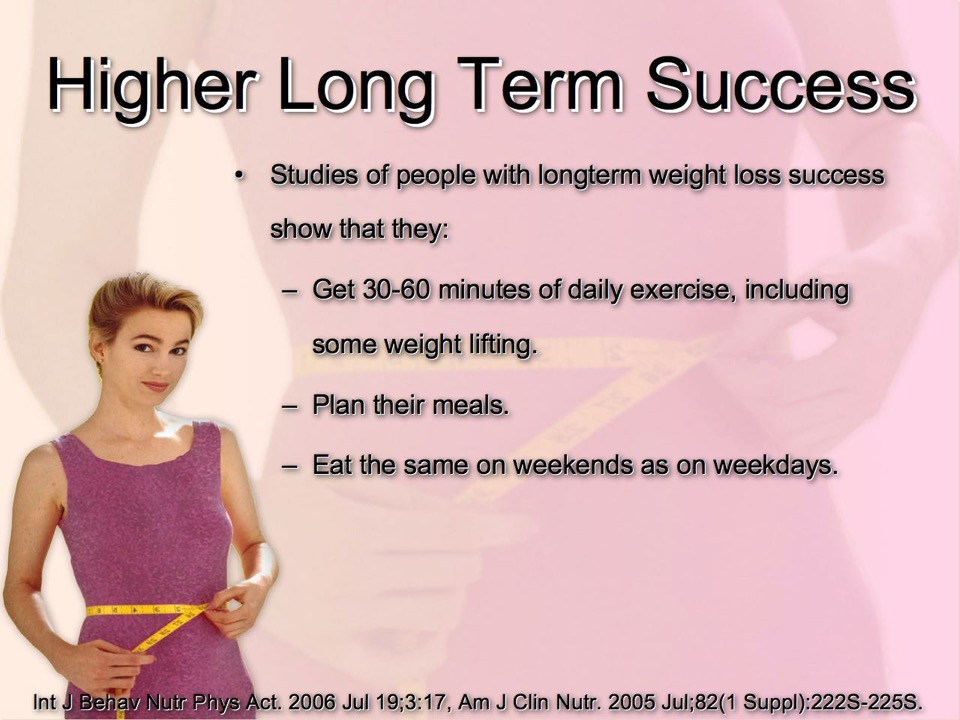 Higher Long Term Success
• Studies of people with longterm weight loss success
show that they:
– Get 30-60 minutes of daily exercise, including
some weight lifting.
– Plan their meals.
– Eat the same on weekends as on weekdays.
Int J Behav Nutr Phys Act. 2006 Jul 19;3:17, Am J Clin Nutr. 2005 Jul;82(1 Suppl):222S-225S.